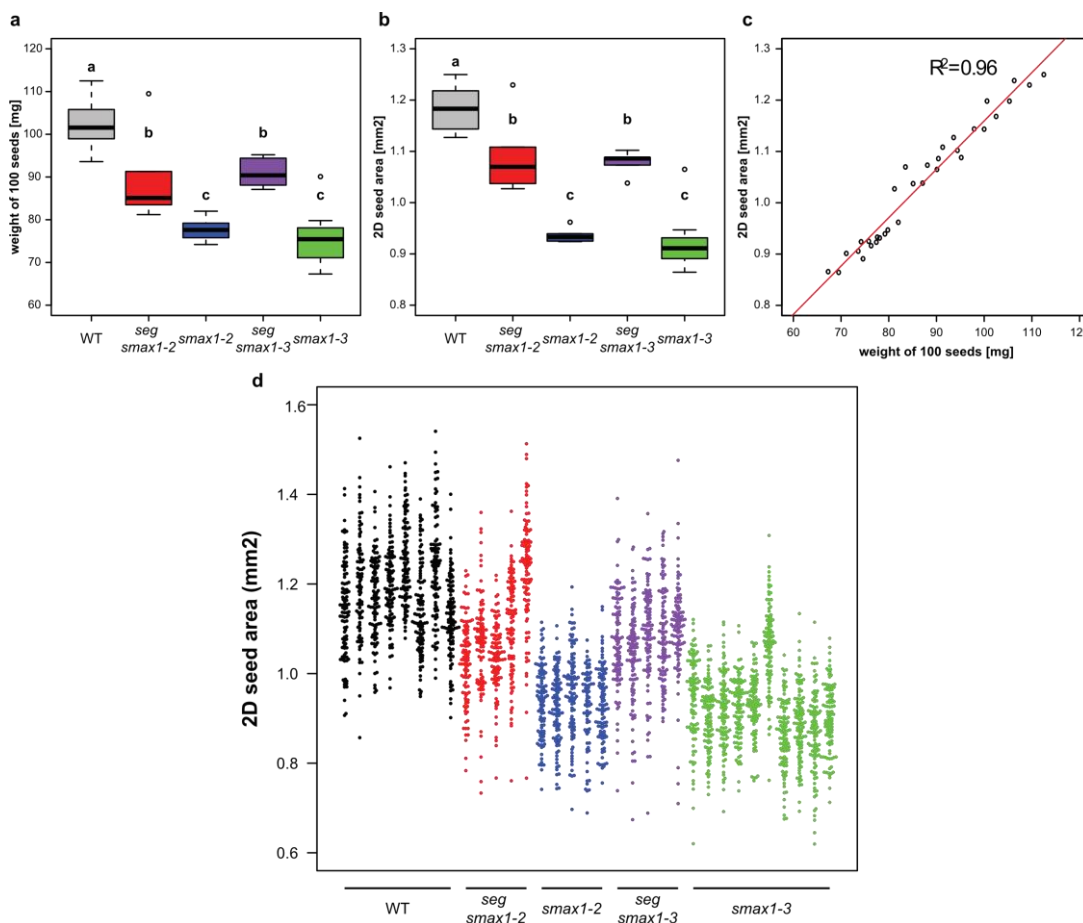 a
b
c
weight of 100 seeds [mg]
120
110
100
90
80
70
60
a
b
c
b
c
WT
seg smax1-2
smax1-2
seg smax1-3
smax1-3
2D seed area [mm2]
1.3
1.2
1.1
1.0
0.9
0.8
a
b
c
b
c
WT
seg smax1-2
smax1-2
seg smax1-3
smax1-3
2D seed area [mm2]
1.3
1.2
1.1
1.0
0.9
0.8
R²=0.96
60 70 80 90 100 110
weight of 100 seeds [mg]
d
2D seed area (mm2)
1.6
1.4
1.2
1.0
0.8
0.6
WT
seg smax1-2
smax1-2
seg smax1-3
smax1-3